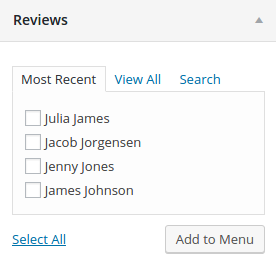 Reviews
Most Recent View All Search
Julia James
Jacob Jorgensen
Jenny Jones
James Johnson
Select All Add to Menu